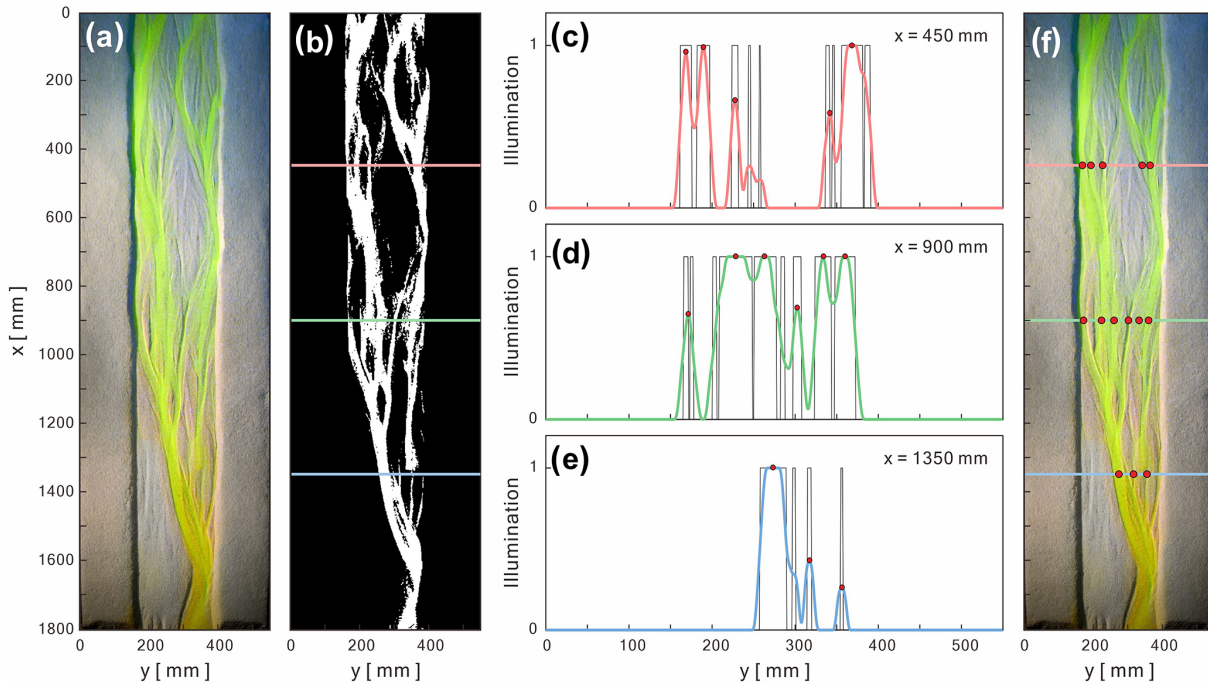 (a)
(b)
(c)
(d)
(e)
(f)
x = 450 mm
x = 900 mm
x = 1350 mm
0
200
400
600
800
1000
1200
1400
1600
1800
x [ mm ]
0 200 400
y [ mm ]
0 200 400
y [ mm ]
1
0
Illumination
1
0
Illumination
1
0
Illumination
0 100 200 300 400 500
y [ mm ]
0 200 400
y [ mm ]